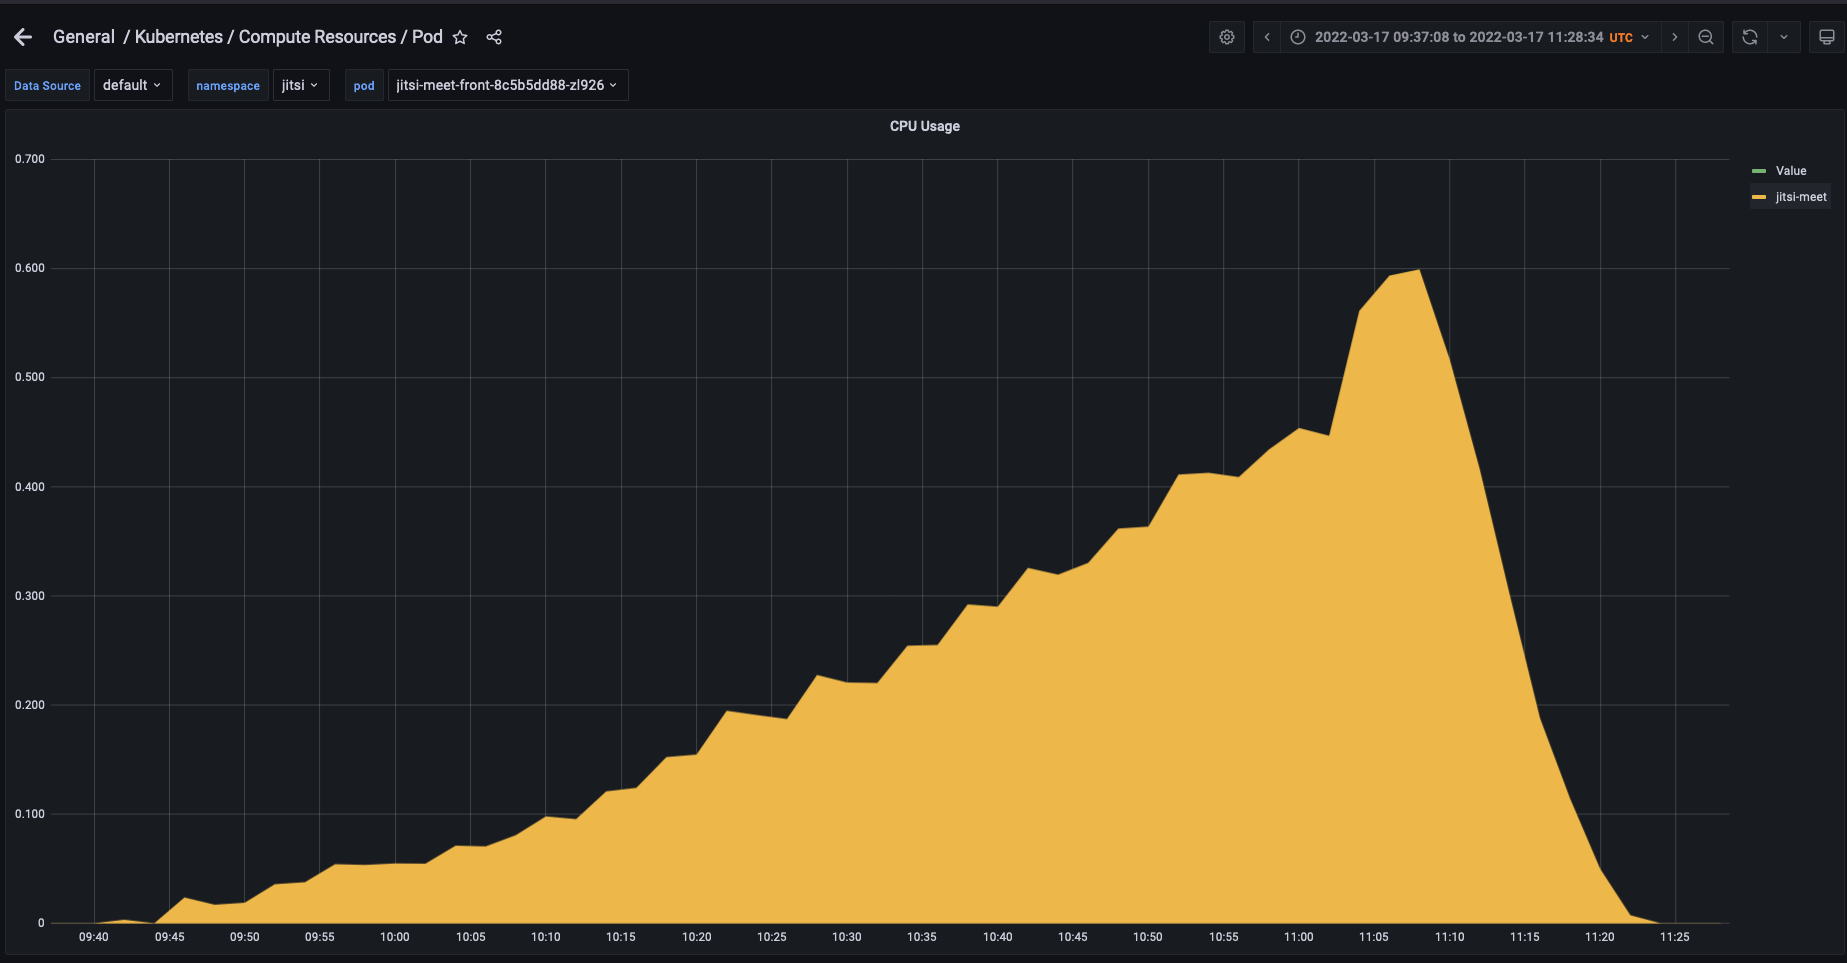 General / Kubernetes / Compute Resources / Pod
2022-03-17 09:37:08 to 2022-03-17 11:28:34 UTC
Data Source default namespace jitsi pod jitsi-meet-front-8c5b5dd88-zl926
CPU Usage
0.700
0.600
0.500
0.400
0.300
0.200
0.100
0
Value
jitsi-meet
09:40 09:45 09:50 09:55 10:00 10:05 10:10 10:15 10:20 10:25 10:30 10:35 10:40 10:45 10:50 10:55 11:00 11:05 11:10 11:15 11:20 11:25